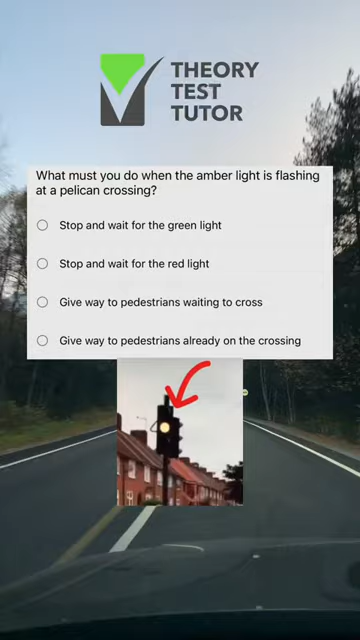 THEORY
TEST
TUTOR
What must you do when the amber light is flashing
at a pelican crossing?
Stop and wait for the green light
Stop and wait for the red light
Give way to pedestrians waiting to cross
Give way to pedestrians already on the crossing